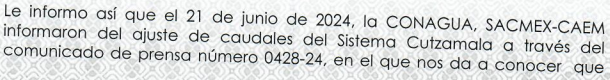 Le informo así que el 21 de junio de 2024, la CONAGUA, SACMEX-CAEM
informaron del ajuste de caudales del Sistema Cutzamala a través del
comunicado de prensa número 0428-24, en el que nos da a conocer que